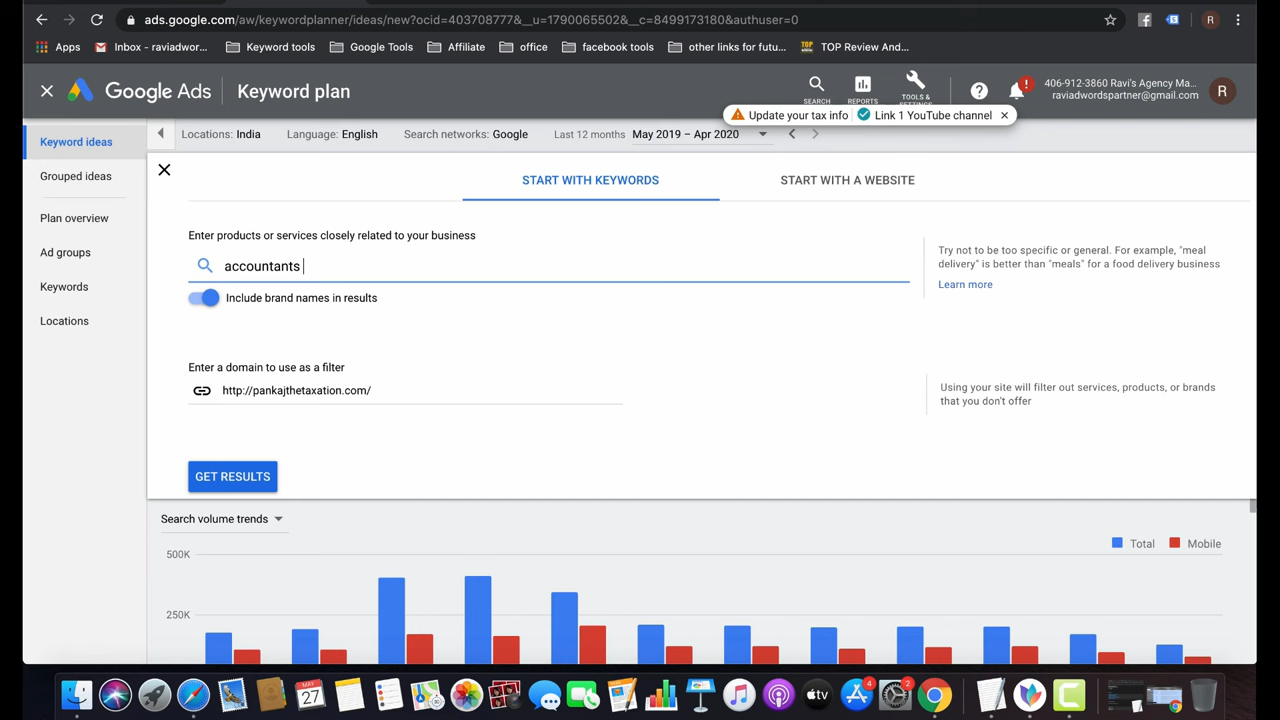 ads.google.com/aw/keywordplanner/ideas/new?ocid=403708777&__u=1790065502&__c=8499173180&authuser=0
R
Apps
Inbox - raviadwor...
Keyword tools
Google Tools
Affiliate
office
facebook tools
other links for futu...
TOP Review And...
Google Ads
Keyword plan
SEARCH
REPORTS
TOOLS &
SETTINGS
?
!
406-912-3860 Ravi's Agency Ma...
raviadwordspartner@gmail.com
R
Update your tax info
Link 1 YouTube channel
Keyword ideas
Grouped ideas
Plan overview
Ad groups
Keywords
Locations
Locations: India
Language: English
Search networks: Google
Last 12 months
May 2019 – Apr 2020
START WITH KEYWORDS
START WITH A WEBSITE
Enter products or services closely related to your business
accountants
Include brand names in results
Try not to be too specific or general. For example, "meal
delivery" is better than "meals" for a food delivery business
Learn more
Enter a domain to use as a filter
http://pankajthetaxation.com/
Using your site will filter out services, products, or brands
that you don't offer
GET RESULTS
Search volume trends
Total
Mobile
500K
250K
MAY
27
4
2
tv